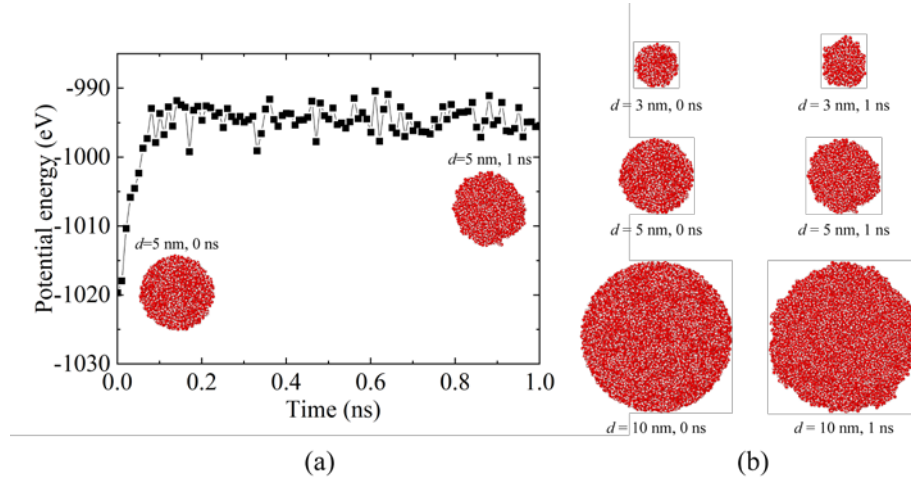 -990
-1000
-1010
-1020
-1030
Potential energy (eV)
d=5 nm, 1 ns
d=5 nm, 0 ns
0.0 0.2 0.4 0.6 0.8 1.0
Time (ns)
(a)
d = 3 nm, 0 ns d = 3 nm, 1 ns
d = 5 nm, 0 ns d = 5 nm, 1 ns
d = 10 nm, 0 ns d = 10 nm, 1 ns
(b)